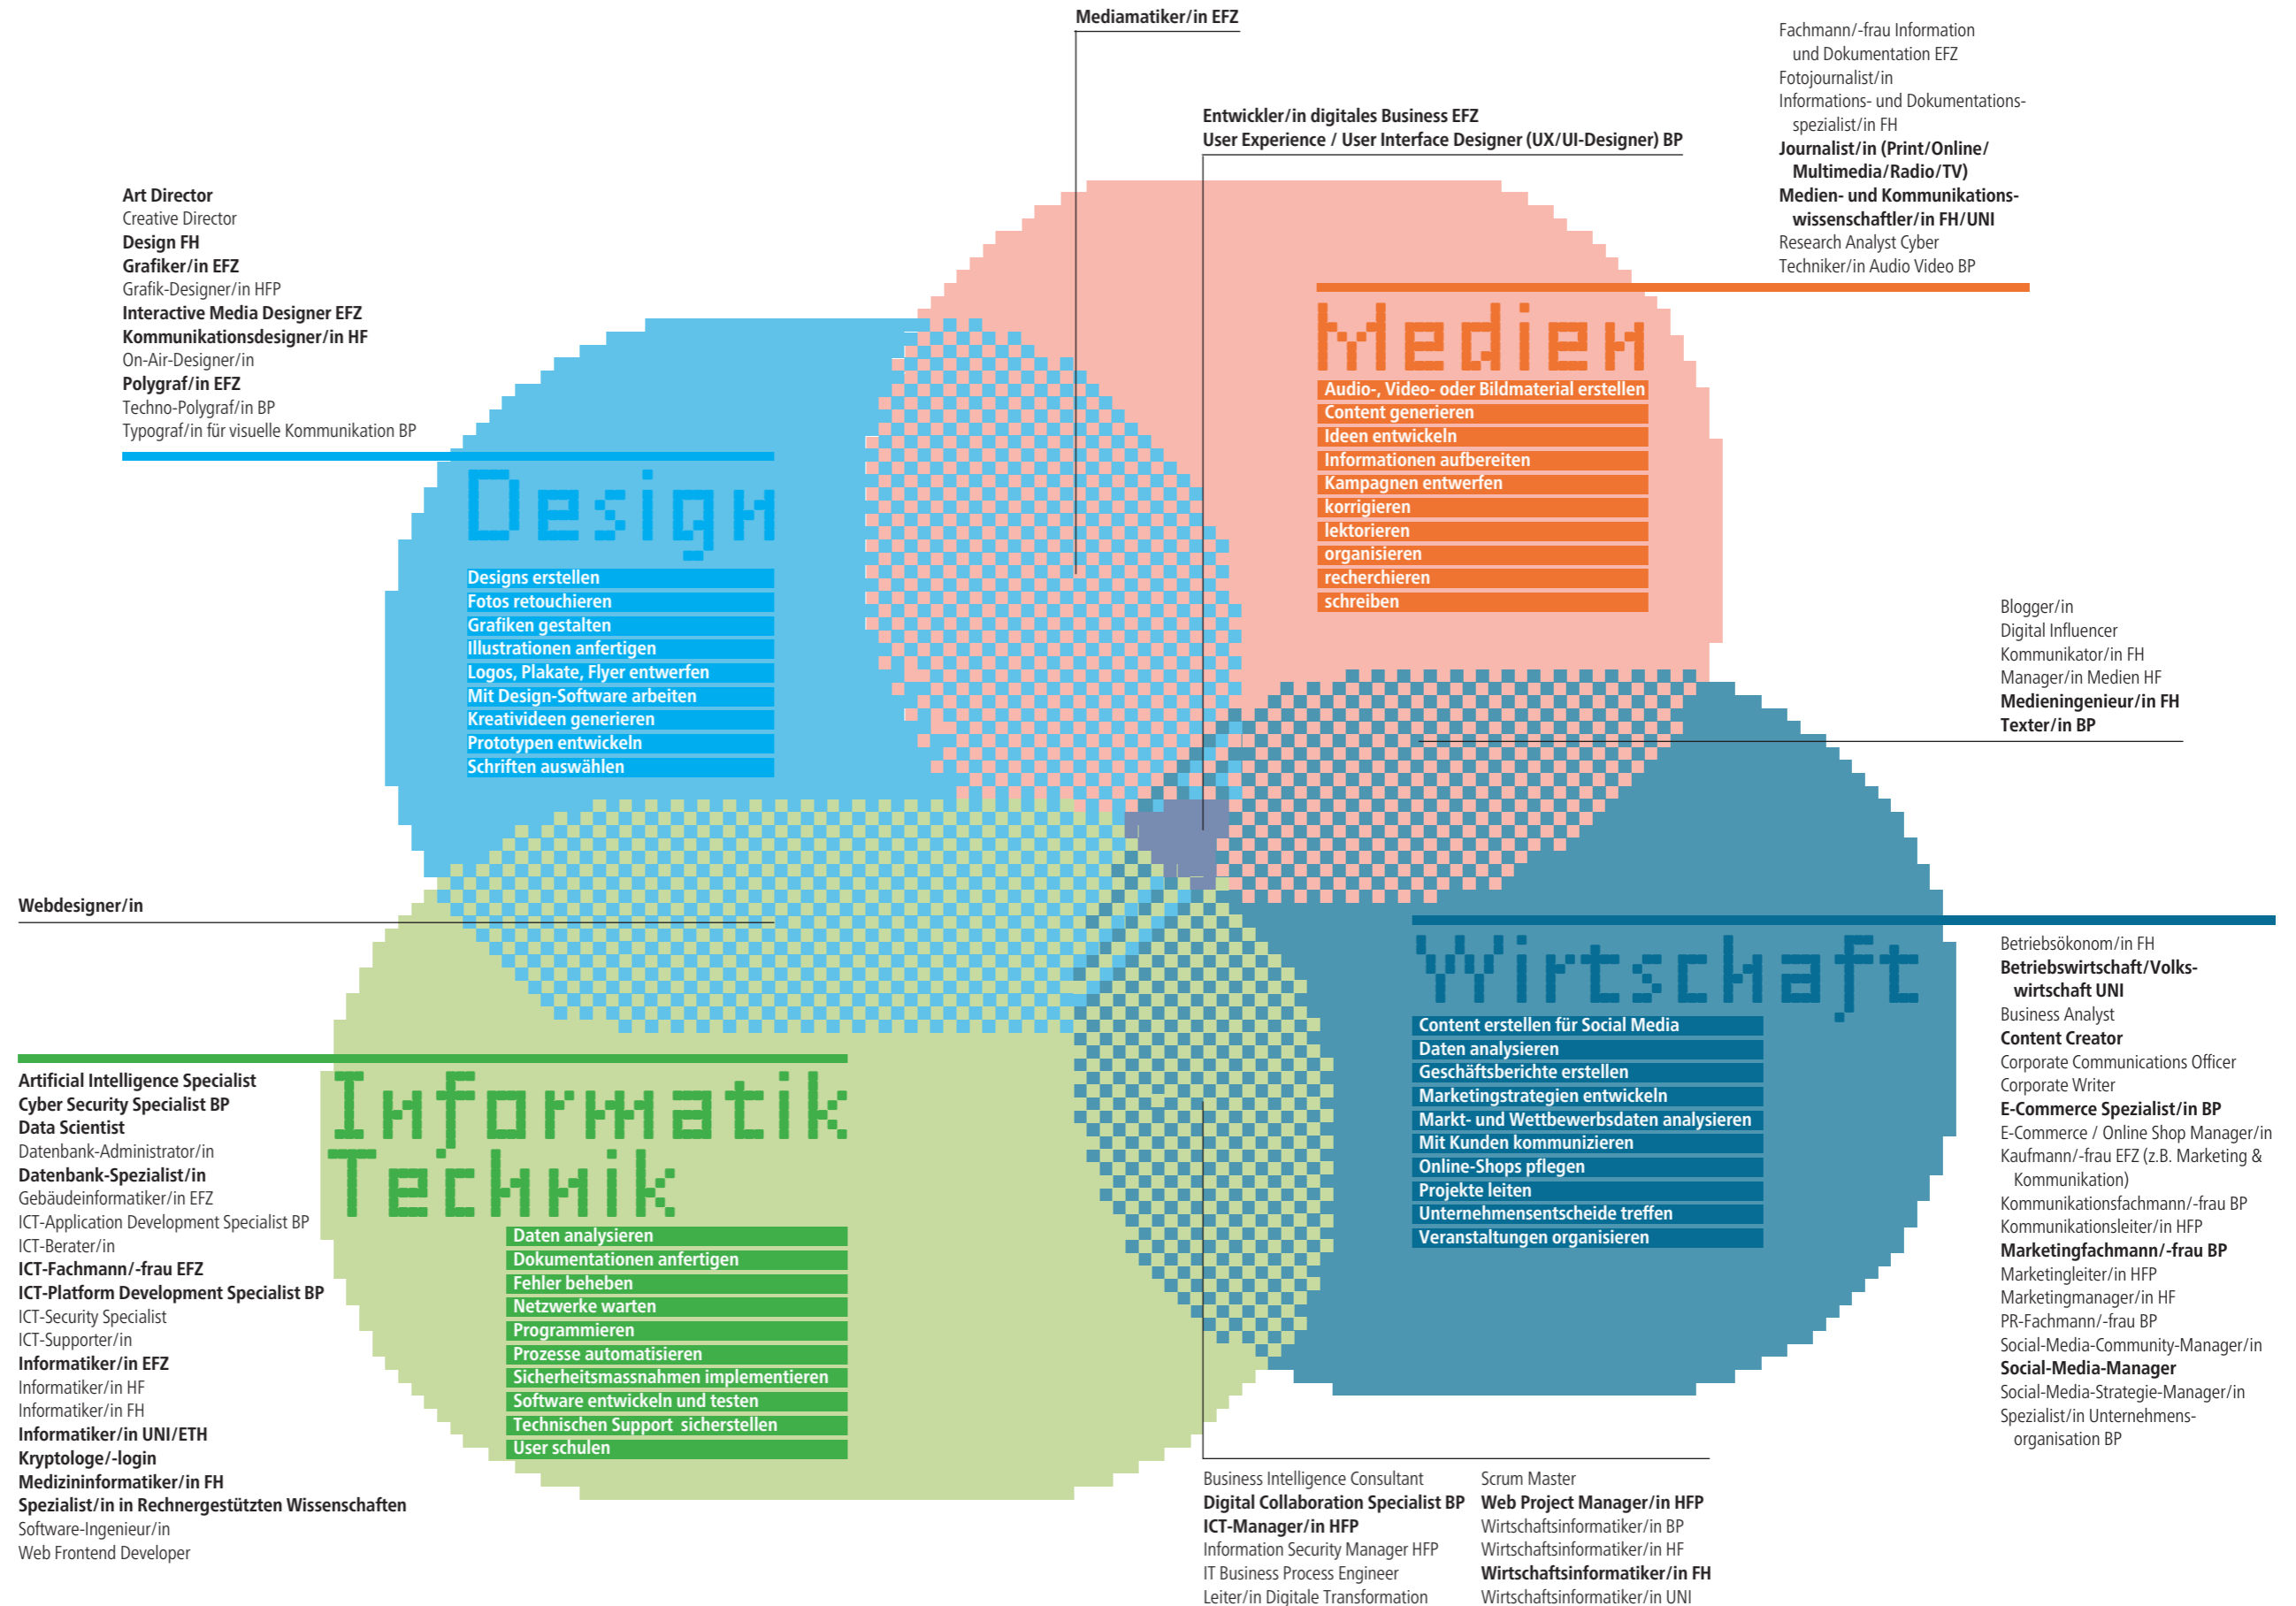 Mediamatiker/in EFZ
Entwickler/in digitales Business EFZ
User Experience / User Interface Designer (UX/UI-Designer) BP
Fachmann/-frau Information
und Dokumentation EFZ
Fotojournalist/in
Informations- und Dokumentations-
spezialist/in FH
Journalist/in (Print/Online/
Multimedia/Radio/TV)
Medien- und Kommunikations-
wissenschaftler/in FH/UNI
Research Analyst Cyber
Techniker/in Audio Video BP
Art Director
Creative Director
Design FH
Grafiker/in EFZ
Grafik-Designer/in HFP
Interactive Media Designer EFZ
Kommunikationsdesigner/in HF
On-Air-Designer/in
Polygraf/in EFZ
Techno-Polygraf/in BP
Typograf/in für visuelle Kommunikation BP
Medien
Audio-, Video- oder Bildmaterial erstellen
Content generieren
Ideen entwickeln
Informationen aufbereiten
Kampagnen entwerfen
korrigieren
lektorieren
organisieren
recherchieren
schreiben
Design
Designs erstellen
Fotos retouchieren
Grafiken gestalten
Illustrationen anfertigen
Logos, Plakate, Flyer entwerfen
Mit Design-Software arbeiten
Kreativideen generieren
Prototypen entwickeln
Schriften auswählen
Blogger/in
Digital Influencer
Kommunikator/in FH
Manager/in Medien HF
Medieningenieur/in FH
Texter/in BP
Webdesigner/in
Wirtschaft
Content erstellen für Social Media
Daten analysieren
Geschäftsberichte erstellen
Marketingstrategien entwickeln
Markt- und Wettbewerbsdaten analysieren
Mit Kunden kommunizieren
Online-Shops pflegen
Projekte leiten
Unternehmensentscheide treffen
Veranstaltungen organisieren
Betriebsökonom/in FH
Betriebswirtschaft/Volks-
wirtschaft UNI
Business Analyst
Content Creator
Corporate Communications Officer
Corporate Writer
E-Commerce Spezialist/in BP
E-Commerce / Online Shop Manager/in
Kaufmann/-frau EFZ (z.B. Marketing &
Kommunikation)
Kommunikationsfachmann/-frau BP
Kommunikationsleiter/in HFP
Marketingfachmann/-frau BP
Marketingleiter/in HFP
Marketingmanager/in HF
PR-Fachmann/-frau BP
Social-Media-Community-Manager/in
Social-Media-Manager
Social-Media-Strategie-Manager/in
Spezialist/in Unternehmens-
organisation BP
Artificial Intelligence Specialist
Cyber Security Specialist BP
Data Scientist
Datenbank-Administrator/in
Datenbank-Spezialist/in
Gebäudeinformatiker/in EFZ
ICT-Application Development Specialist BP
ICT-Berater/in
ICT-Fachmann/-frau EFZ
ICT-Platform Development Specialist BP
ICT-Security Specialist
ICT-Supporter/in
Informatiker/in EFZ
Informatiker/in HF
Informatiker/in FH
Informatiker/in UNI/ETH
Kryptologe/-login
Medizininformatiker/in FH
Spezialist/in in Rechnergestützten Wissenschaften
Software-Ingenieur/in
Web Frontend Developer
Informatik
Technik
Daten analysieren
Dokumentationen anfertigen
Fehler beheben
Netzwerke warten
Programmieren
Prozesse automatisieren
Sicherheitsmassnahmen implementieren
Software entwickeln und testen
Technischen Support sicherstellen
User schulen
Business Intelligence Consultant
Digital Collaboration Specialist BP
ICT-Manager/in HFP
Information Security Manager HFP
IT Business Process Engineer
Leiter/in Digitale Transformation
Scrum Master
Web Project Manager/in HFP
Wirtschaftsinformatiker/in BP
Wirtschaftsinformatiker/in HF
Wirtschaftsinformatiker/in FH
Wirtschaftsinformatiker/in UNI